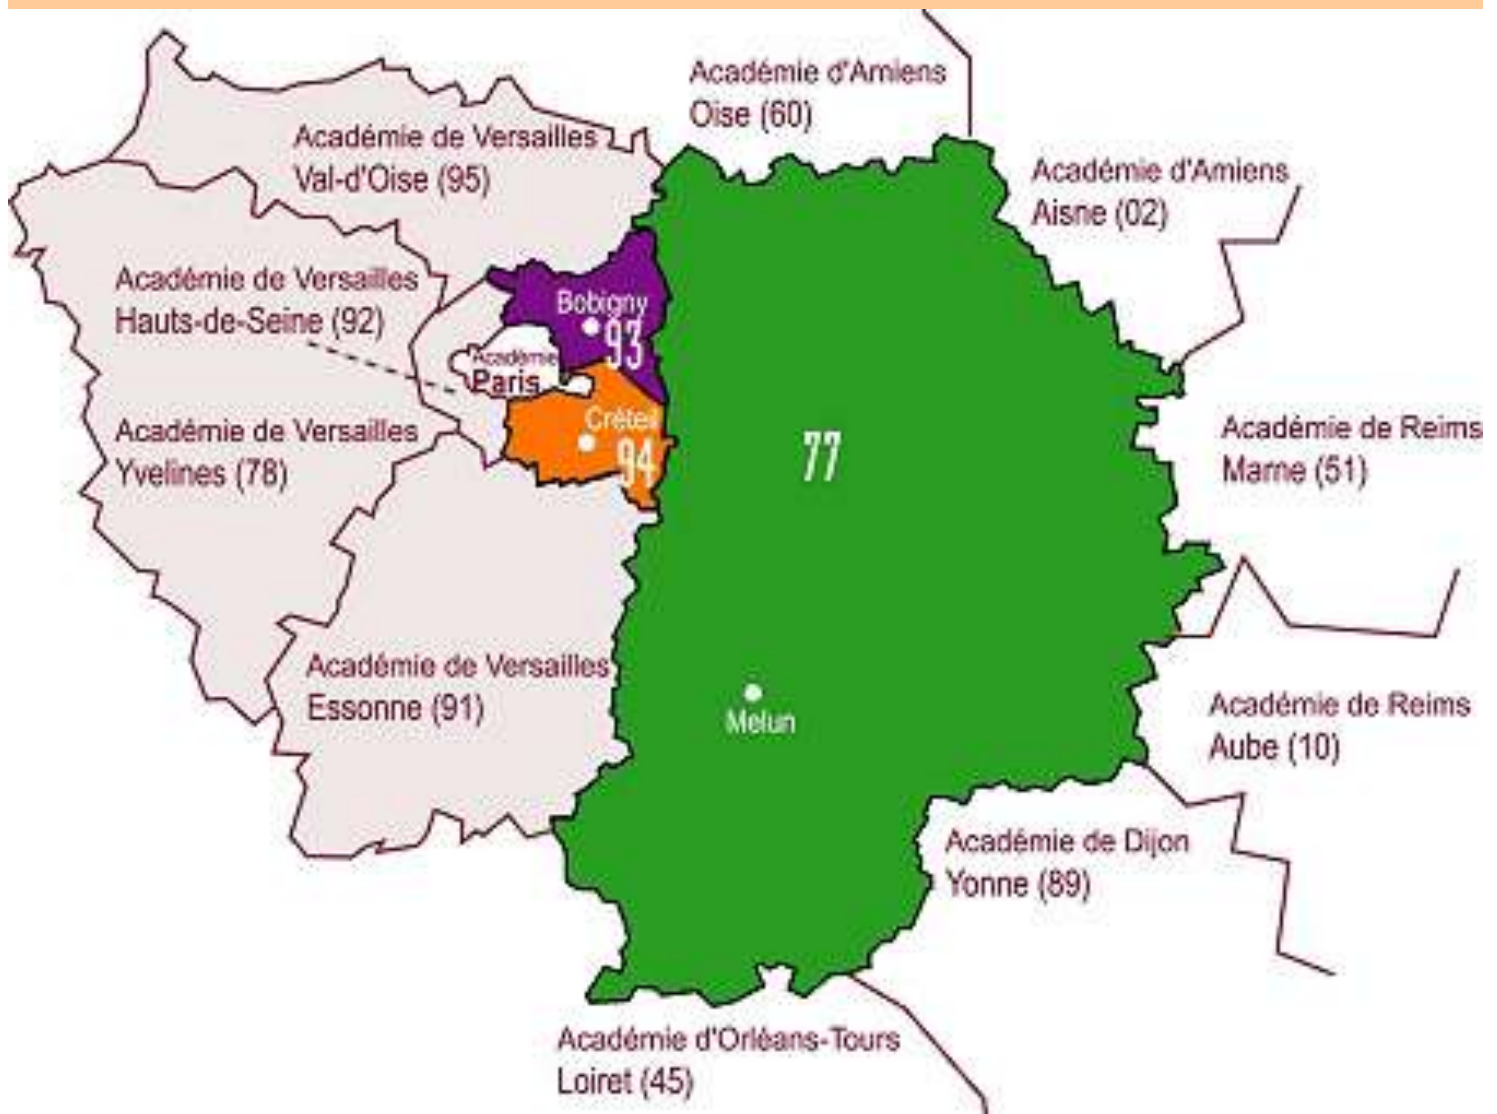 Académie d'Amiens
Oise (60)
Académie de Versailles
Val-d'Oise (95)
Académie d'Amiens
Aisne (02)
Académie de Versailles
Hauts-de-Seine (92)
Bobigny
93
Académie
Paris
Créteil
94
77
Académie de Versailles
Yvelines (78)
Académie de Reims
Marne (51)
Académie de Versailles
Essonne (91)
Melun
Académie de Reims
Aube (10)
Académie de Dijon
Yonne (89)
Académie d'Orléans-Tours
Loiret (45)